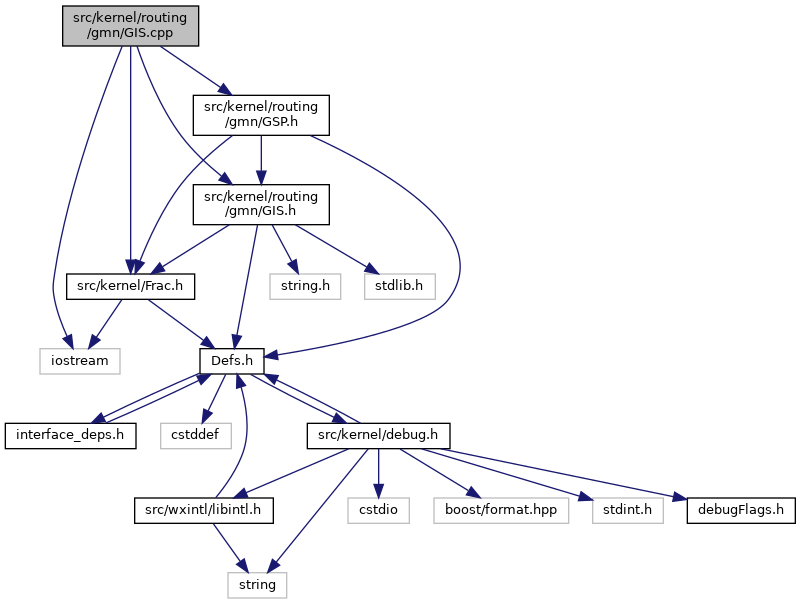 src/kernel/routing
/gmn/GIS.cpp
src/kernel/routing
/gmn/GSP.h
src/kernel/routing
/gmn/GIS.h
src/kernel/Frac.h
string.h
stdlib.h
iostream
Defs.h
interface_deps.h
cstddef
src/kernel/debug.h
src/wxintl/libintl.h
cstdio
boost/format.hpp
stdint.h
debugFlags.h
string